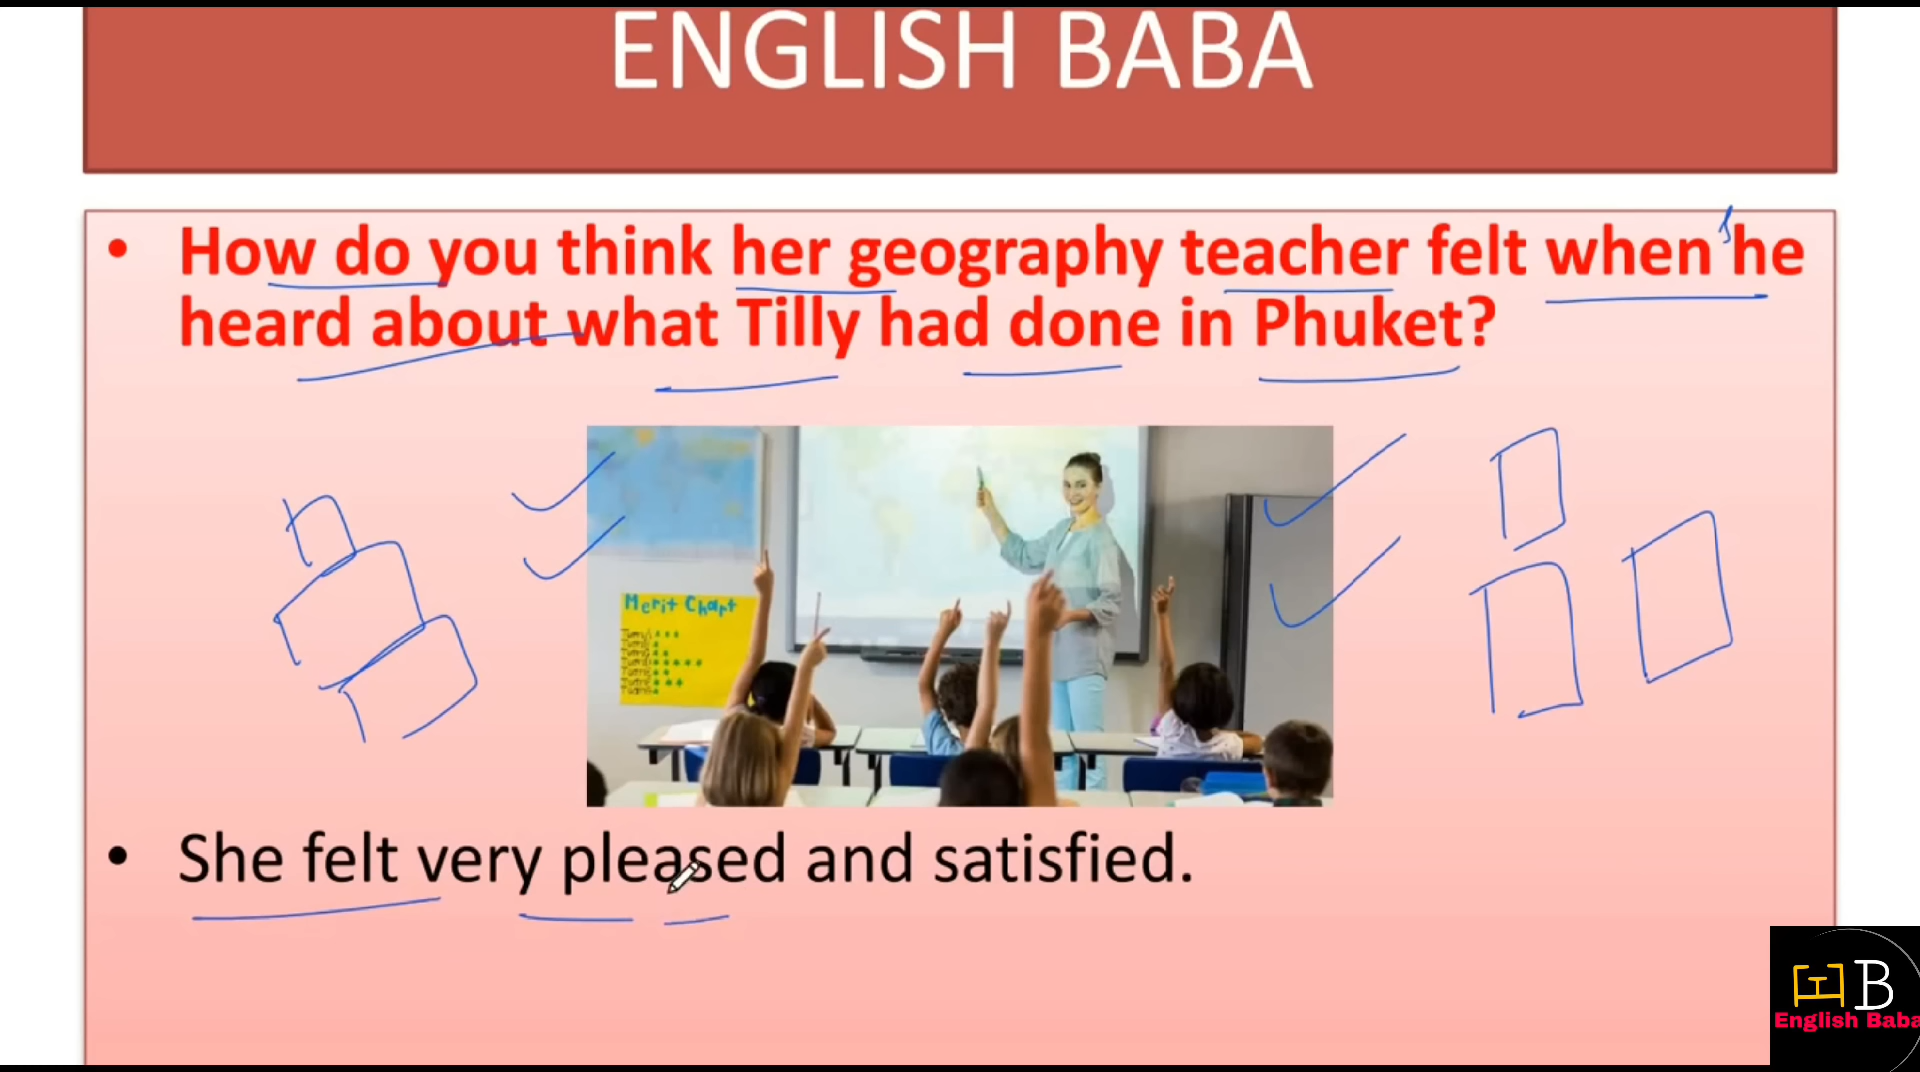 ENGLISH BABA
• How do you think her geography teacher felt when she
heard about what Tilly had done in Phuket?
Merit Chart
• She felt very pleased and satisfied.
B
English Baba